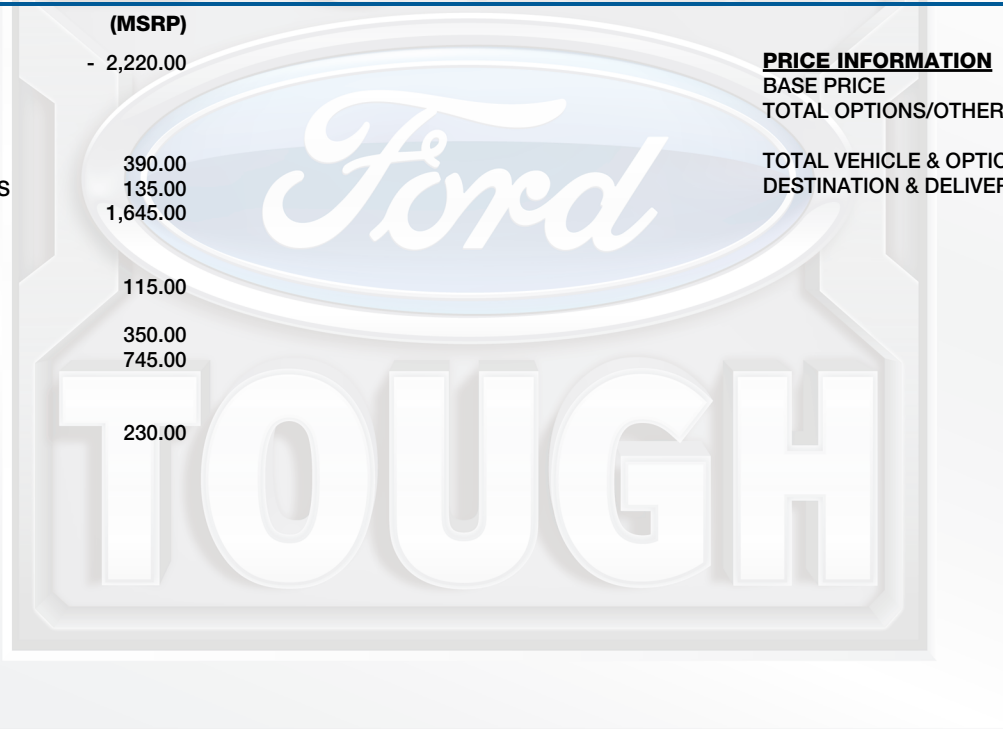 (MSRP)
- 2,220.00
390.00
S 135.00
1,645.00
115.00
350.00
745.00
230.00
PRICE INFORMATION
BASE PRICE
TOTAL OPTIONS/OTHER
TOTAL VEHICLE & OPTIO
DESTINATION & DELIVER
Ford
TOUGH